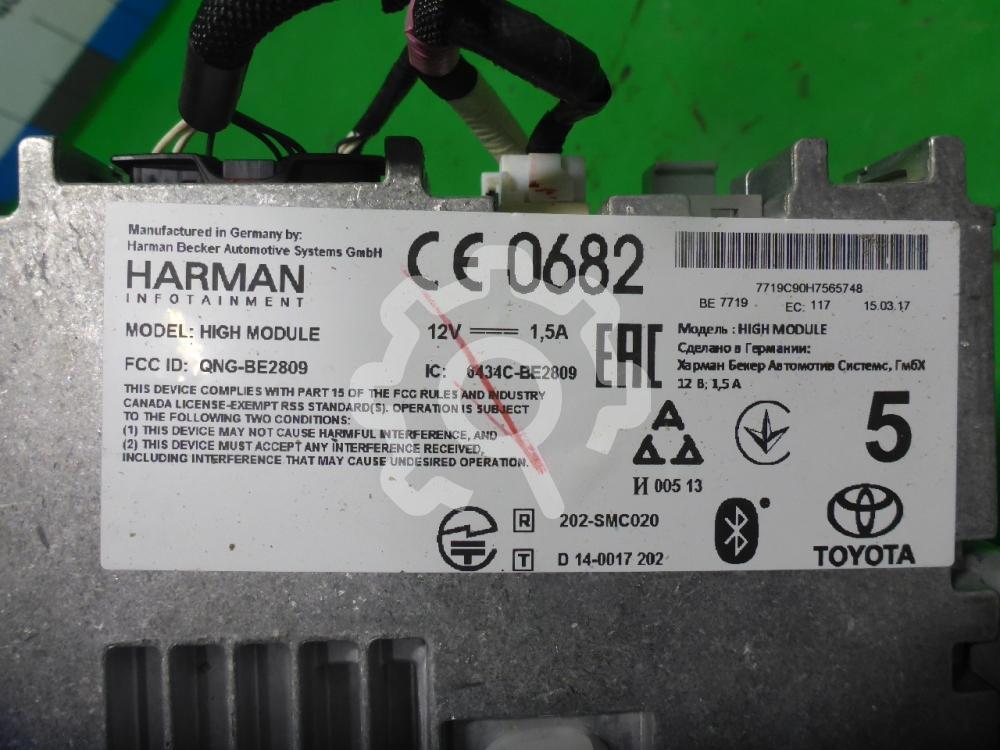 Manufactured in Germany by:
Harman Becker Automotive Systems GmbH
HARMAN
INFOTAINMENT
MODEL: HIGH MODULE
FCC ID: QNG-BE2809
CE 0682
12V 1,5A
IC: 6434C-BE2809
THIS DEVICE COMPLIES WITH PART 15 OF THE FCC RULES AND INDUSTRY
CANADA LICENSE-EXEMPT RSS STANDARD(S). OPERATION IS SUBJECT
TO THE FOLLOWING TWO CONDITIONS:
(1) THIS DEVICE MAY NOT CAUSE HARMFUL INTERFERENCE, AND
(2) THIS DEVICE MUST ACCEPT ANY INTERFERENCE RECEIVED,
INCLUDING INTERFERENCE THAT MAY CAUSE UNDESIRED OPERATION.
7719C90H7565748
BE 7719 EC: 117 15.03.17
EAC
Модель : HIGH MODULE
Сделано в Германии:
Харман Бекер Автомотив Системс, ГмбХ
12 В; 1,5 А
5
И 005 13
R 202-SMC020
T D 14-0017 202
TOYOTA